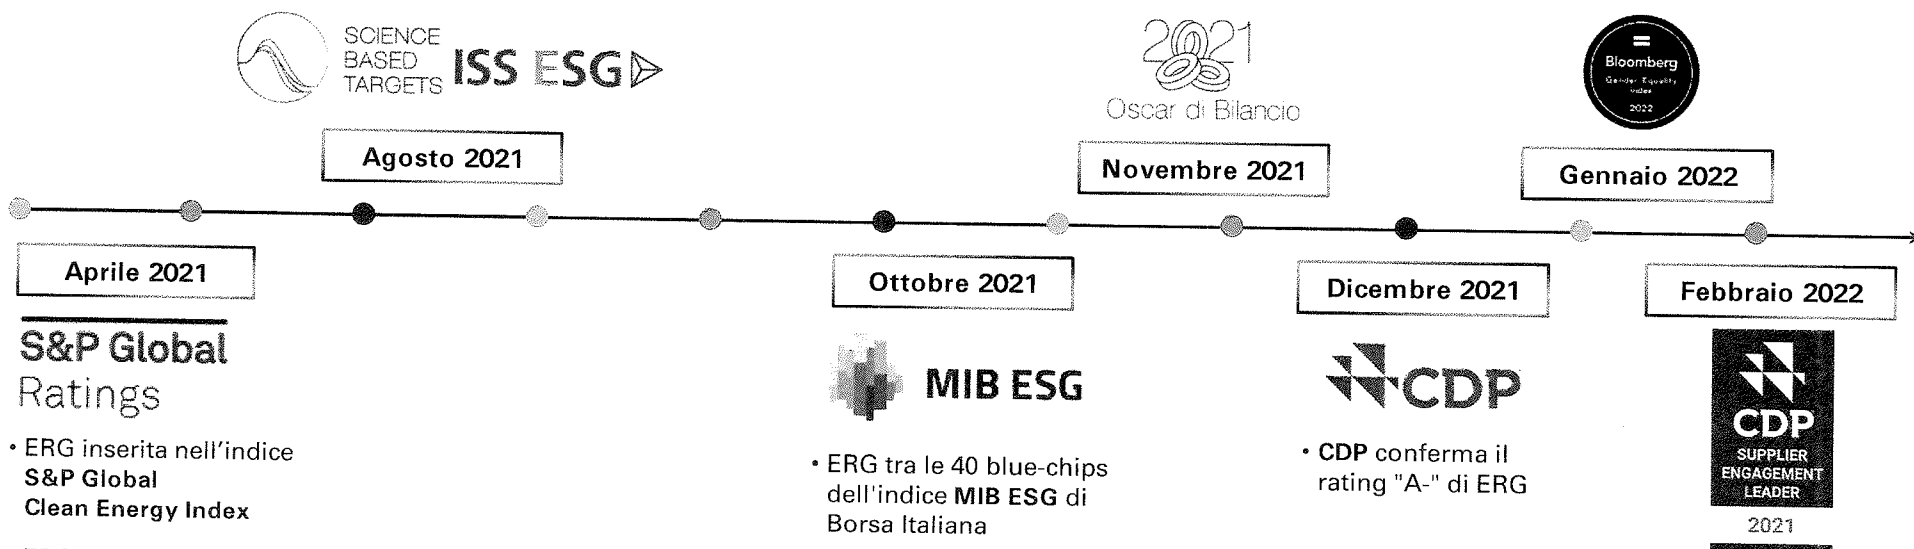 SCIENCE
BASED
TARGETS
ISS ESG
2021
Oscar di Bilancio
Bloomberg
Gender Equality
Index
2022
Agosto 2021
Novembre 2021
Gennaio 2022
Aprile 2021
Ottobre 2021
Dicembre 2021
Febbraio 2022
S&P Global
Ratings
• ERG inserita nell'indice
S&P Global
Clean Energy Index
MIB ESG
• ERG tra le 40 blue-chips
dell'indice MIB ESG di
Borsa Italiana
CDP
• CDP conferma il
rating "A-" di ERG
CDP
SUPPLIER
ENGAGEMENT
LEADER
2021